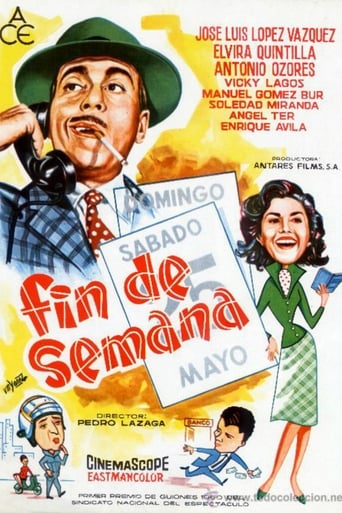 ACE
JOSE LUIS LOPEZ VAZQUEZ
ELVIRA QUINTILLA
ANTONIO OZORES
VICKY LAGOS
MANUEL GOMEZ BUR
SOLEDAD MIRANDA
ANGEL TER
ENRIQUE AVILA
PRODUCTORA:
ANTARES FILMS, S.A
DOMINGO
SABADO
25
MAYO
fin de
semana
DIRECTOR:
PEDRO LAZAGA
BANCO
CINEMASCOPE
EASTMANCOLOR
PRIMER PREMIO DE GUIONES
SINDICATO NACIONAL DEL ESPECTACULO
todocoleccion.net